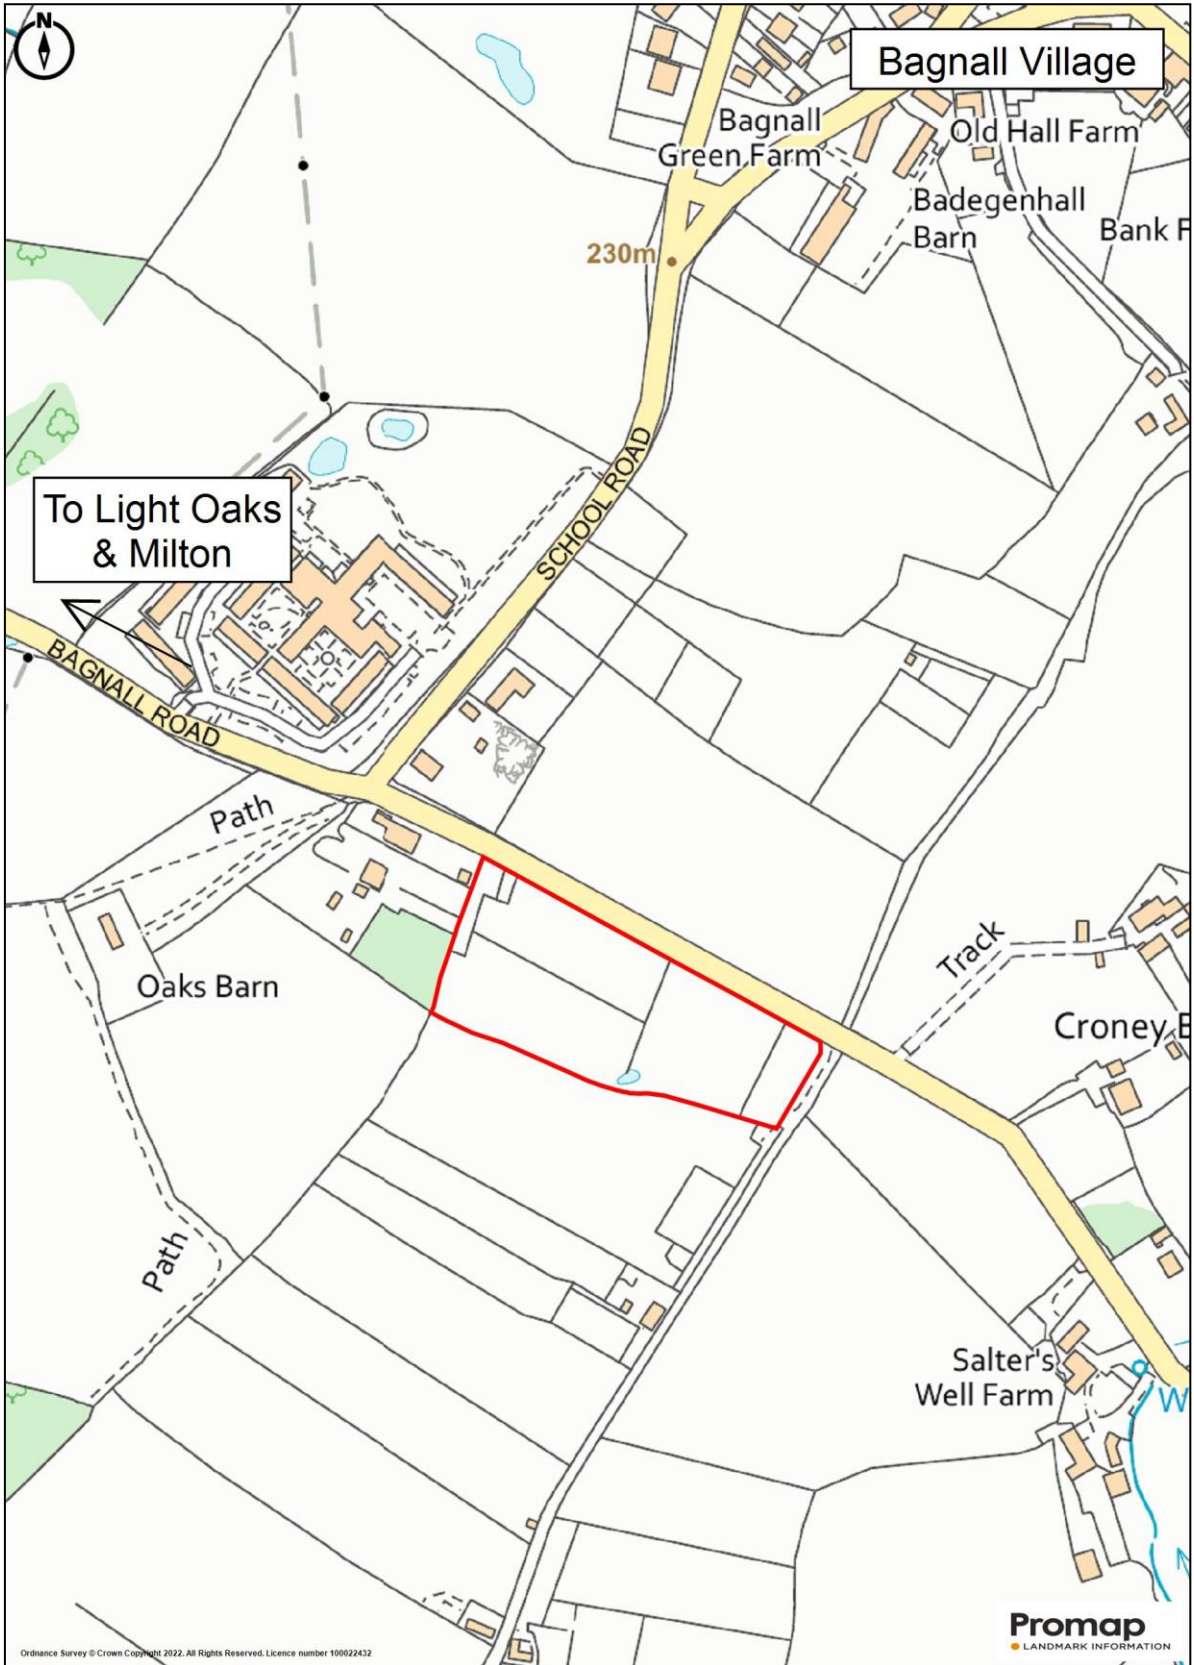 N
Bagnall Village
Bagnall
Green Farm
Old Hall Farm
Badegenhall
Barn
Bank F
230m
SCHOOL ROAD
To Light Oaks
& Milton
BAGNALL ROAD
Path
Oaks Barn
Track
Croney B
Path
Salter's
Well Farm
W
Promap
LANDMARK INFORMATION
Ordnance Survey © Crown Copyright 2022. All Rights Reserved. Licence number 100022432